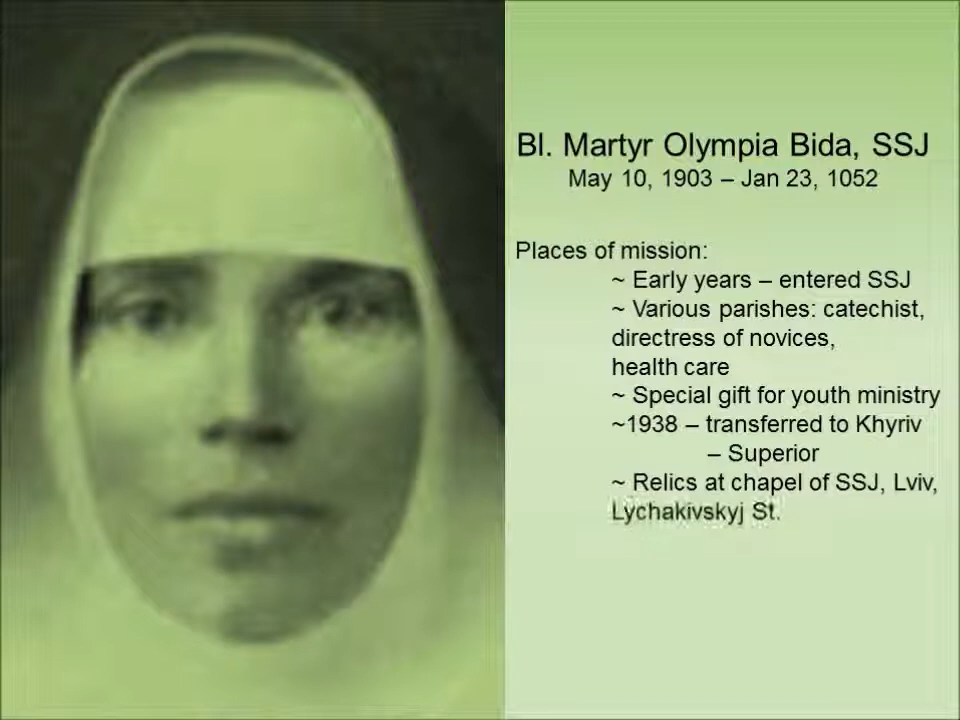 Bl. Martyr Olympia Bida, SSJ
May 10, 1903 – Jan 23, 1052
Places of mission:
~ Early years – entered SSJ
~ Various parishes: catechist,
directress of novices,
health care
~ Special gift for youth ministry
~1938 – transferred to Khyriv
– Superior
~ Relics at chapel of SSJ, Lviv,
Lychakivskyj St.